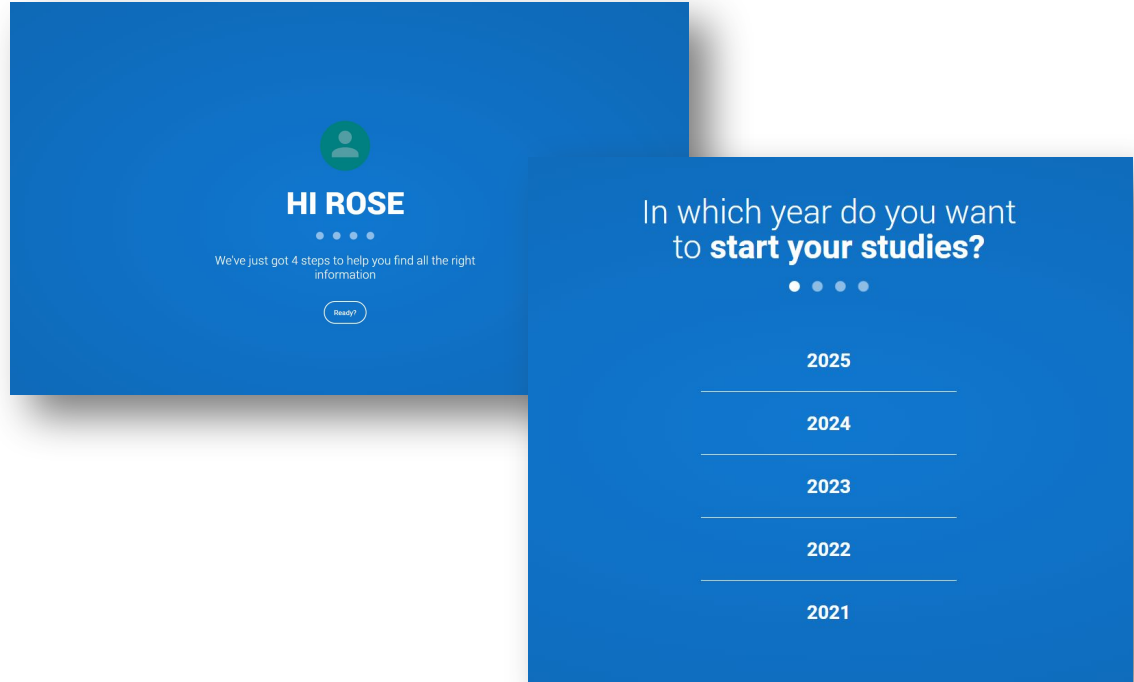 HI ROSE
We've just got 4 steps to help you find all the right
information
Ready?
In which year do you want
to start your studies?
2025
2024
2023
2022
2021